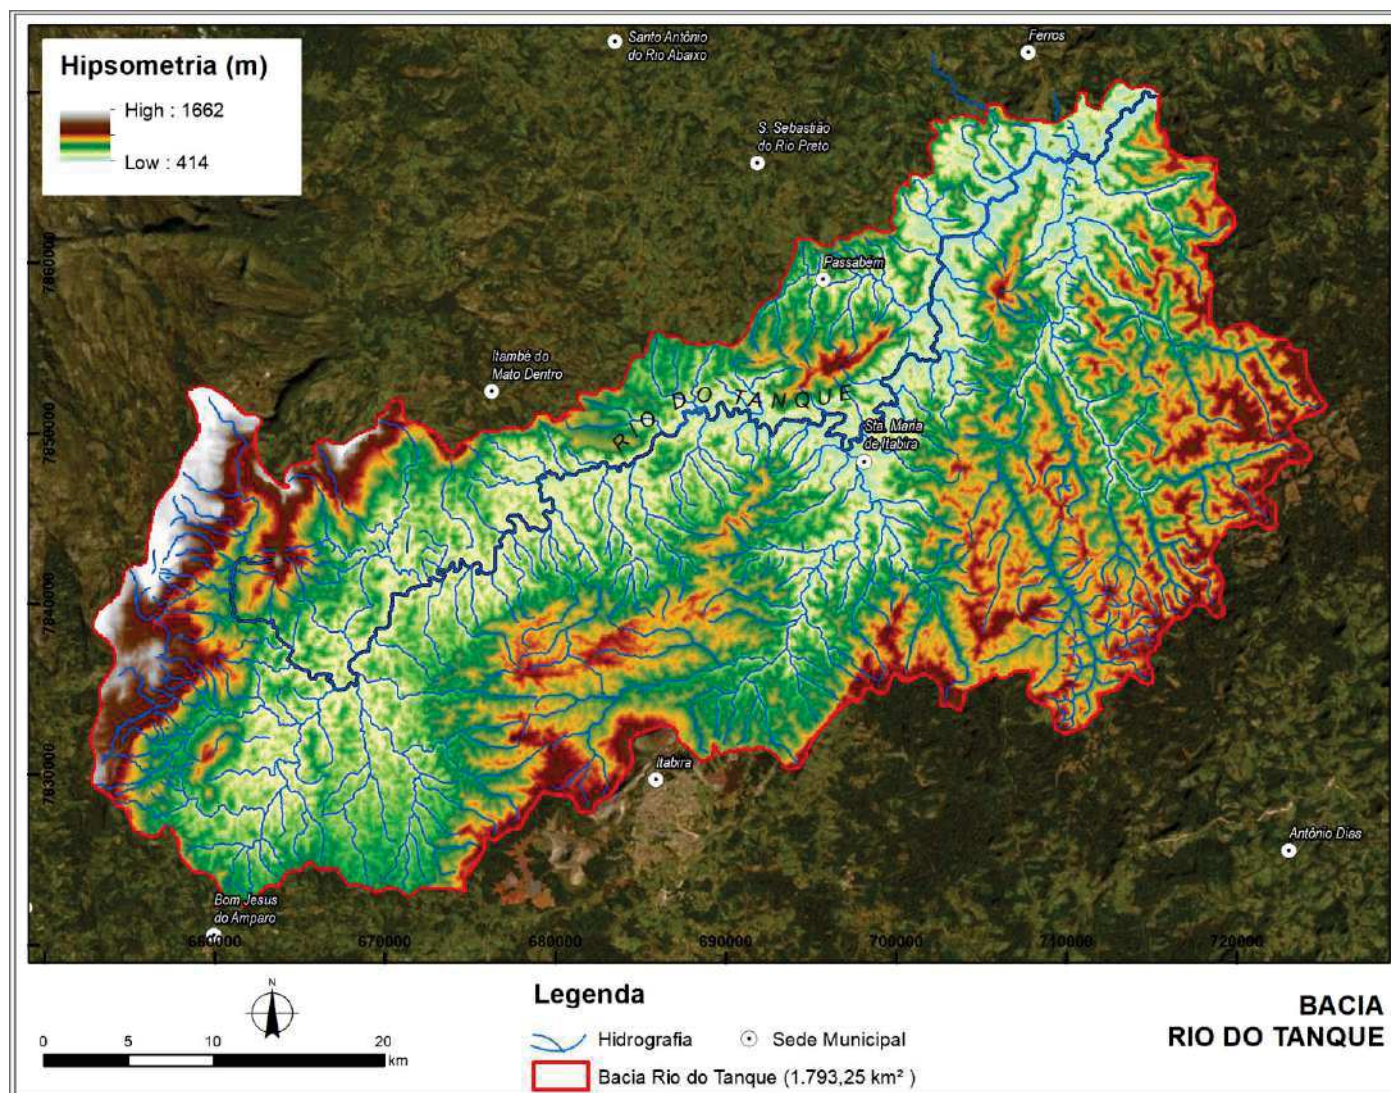 Hipsometria (m)
High : 1662
Low : 414
Santo Antônio
do Rio Abaixo
Ferros
S. Sebastião
do Rio Preto
Passabém
Itambé do
Mato Dentro
RIO DO TANQUE
Sta. Maria
de Itabira
Itabira
Antônio Dias
Bom Jesus
do Amparo
7860000
7850000
7840000
7830000
660000
670000
680000
690000
700000
710000
720000
N
0
5
10
20
km
Legenda
Hidrografia
Sede Municipal
Bacia Rio do Tanque (1.793,25 km² )
BACIA
RIO DO TANQUE